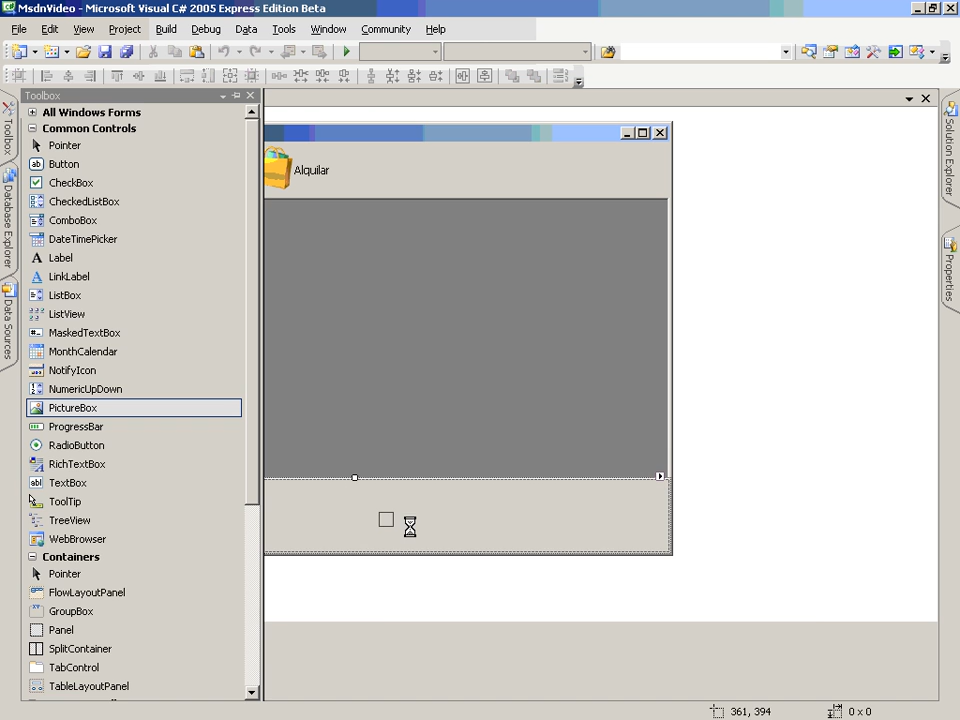 MsdnVideo - Microsoft Visual C# 2005 Express Edition Beta
File Edit View Project Build Debug Data Tools Window Community Help
Toolbox
All Windows Forms
Common Controls
Pointer
Button
CheckBox
CheckedListBox
ComboBox
DateTimePicker
Label
LinkLabel
ListBox
ListView
MaskedTextBox
MonthCalendar
NotifyIcon
NumericUpDown
PictureBox
ProgressBar
RadioButton
RichTextBox
TextBox
ToolTip
TreeView
WebBrowser
Containers
Pointer
FlowLayoutPanel
GroupBox
Panel
SplitContainer
TabControl
TableLayoutPanel
Toolbox
Database Explorer
Data Sources
Alquilar
Solution Explorer
Properties
361, 394
0 x 0